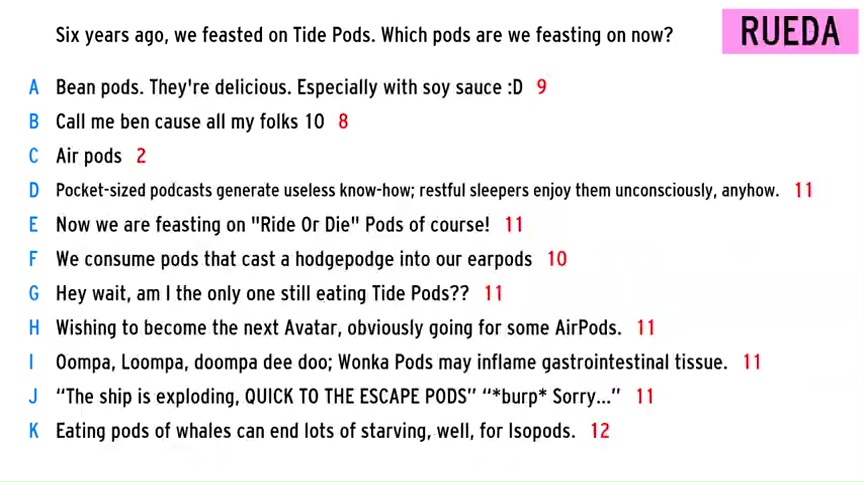 Six years ago, we feasted on Tide Pods. Which pods are we feasting on now?
RUEDA
A Bean pods. They're delicious. Especially with soy sauce :D 9
B Call me ben cause all my folks 10 8
C Air pods 2
D Pocket-sized podcasts generate useless know-how; restful sleepers enjoy them unconsciously, anyhow. 11
E Now we are feasting on "Ride Or Die" Pods of course! 11
F We consume pods that cast a hodgepodge into our earpods 10
G Hey wait, am I the only one still eating Tide Pods?? 11
H Wishing to become the next Avatar, obviously going for some AirPods. 11
I Oompa, Loompa, doompa dee doo; Wonka Pods may inflame gastrointestinal tissue. 11
J “The ship is exploding, QUICK TO THE ESCAPE PODS” “*burp* Sorry...” 11
K Eating pods of whales can end lots of starving, well, for Isopods. 12